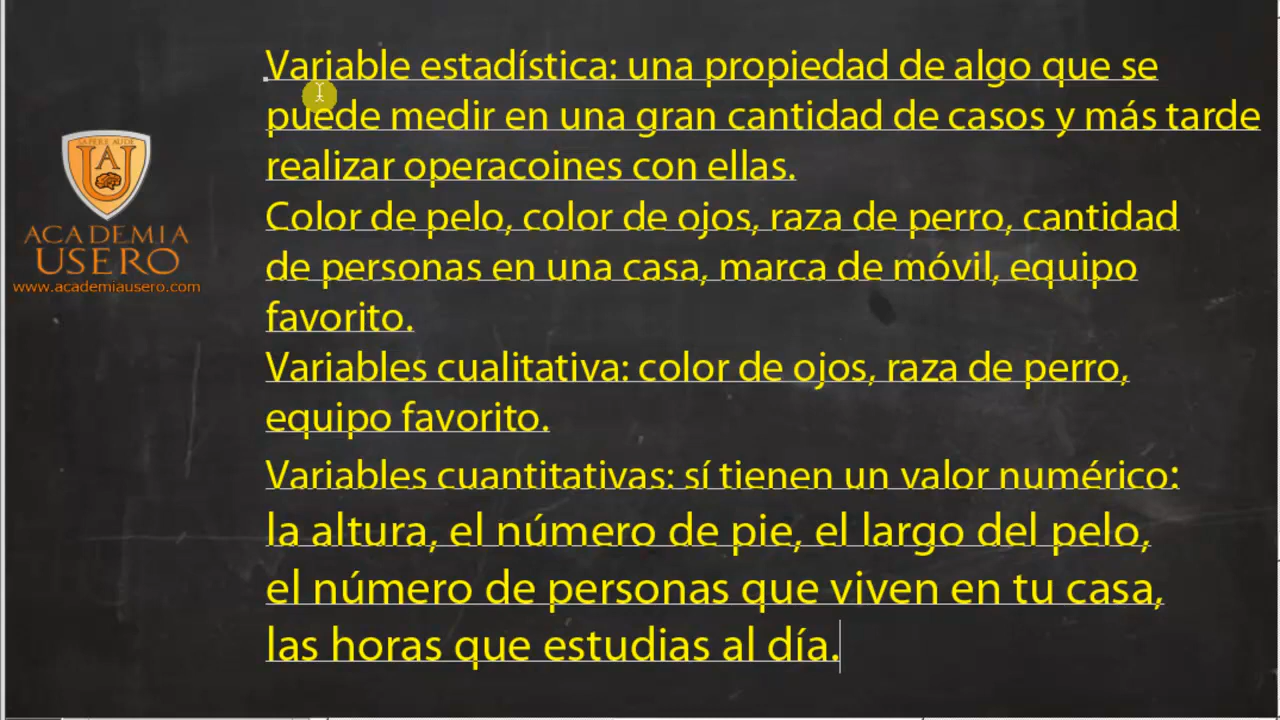 Variable estadística: una propiedad de algo que se
puede medir en una gran cantidad de casos y más tarde
realizar operacoines con ellas.
Color de pelo, color de ojos, raza de perro, cantidad
de personas en una casa, marca de móvil, equipo
favorito.
Variables cualitativa: color de ojos, raza de perro,
equipo favorito.
Variables cuantitativas: sí tienen un valor numérico:
la altura, el número de pie, el largo del pelo,
el número de personas que viven en tu casa,
las horas que estudias al día.
SAPERE AUDE
UA
ACADEMIA
USERO
www.academiausero.com